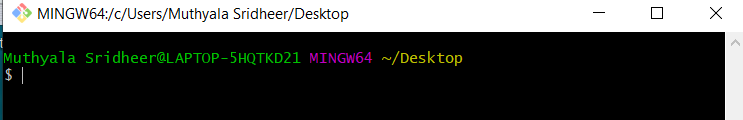 MINGW64:/c/Users/Muthyala Sridheer/Desktop
Muthyala Sridheer@LAPTOP-5HQTKD21 MINGW64 ~/Desktop
$